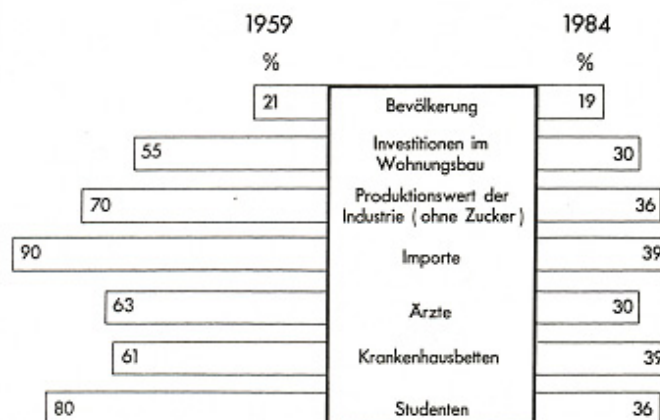 1959 1984
% %
21 Bevölkerung 19
55 Investitionen im Wohnungsbau 30
70 Produktionswert der Industrie ( ohne Zucker ) 36
90 Importe 39
63 Ärzte 30
61 Krankenhausbetten 39
80 Studenten 36